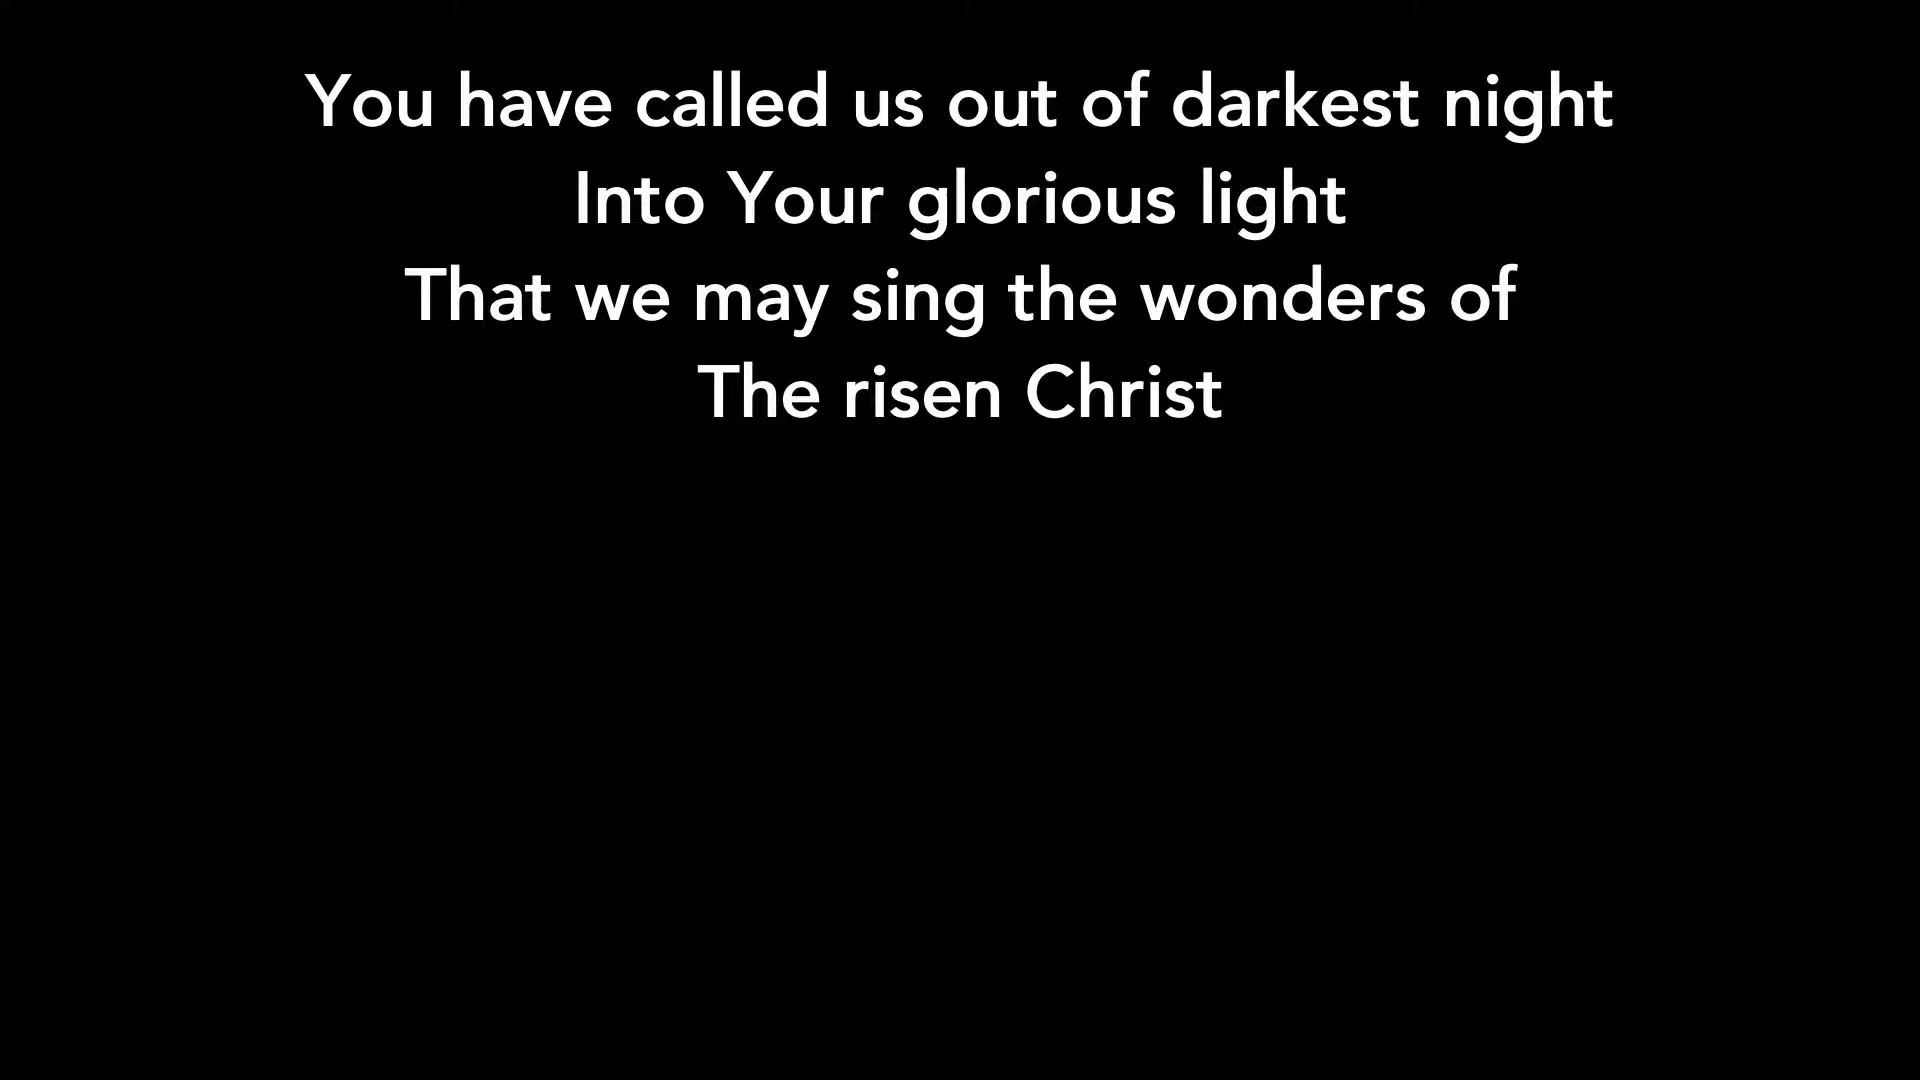 You have called us out of darkest night
Into Your glorious light
That we may sing the wonders of
The risen Christ